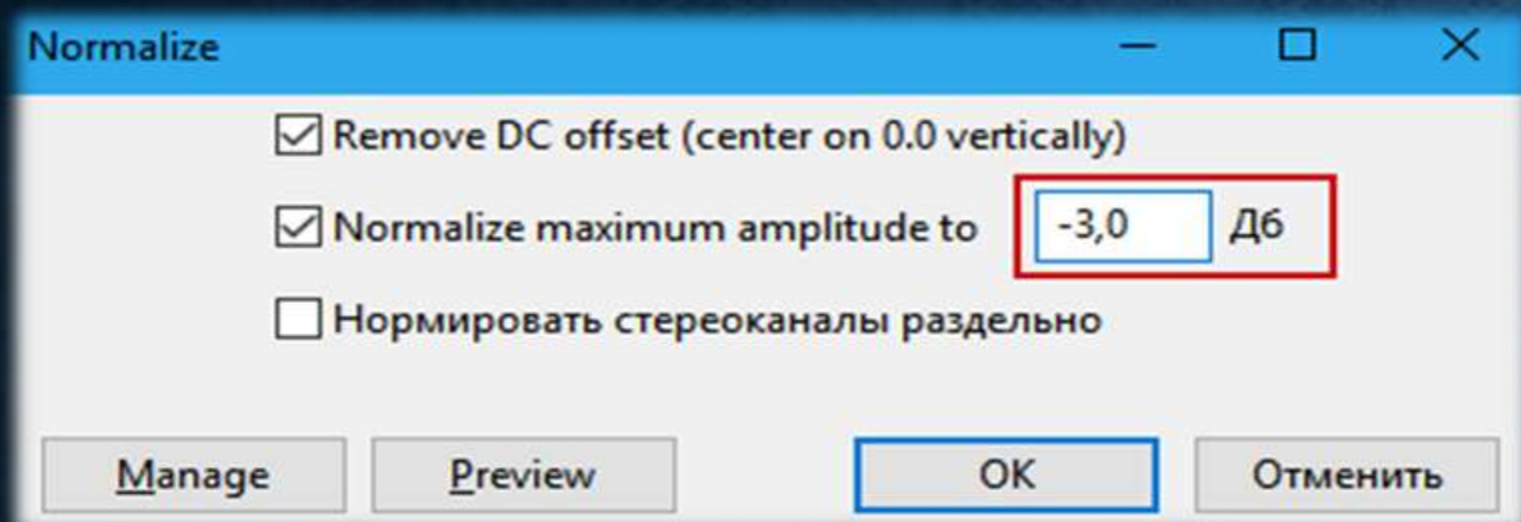 Normalize
Remove DC offset (center on 0.0 vertically)
Normalize maximum amplitude to -3,0 Дб
Нормировать стереоканалы раздельно
Manage Preview OK Отменить